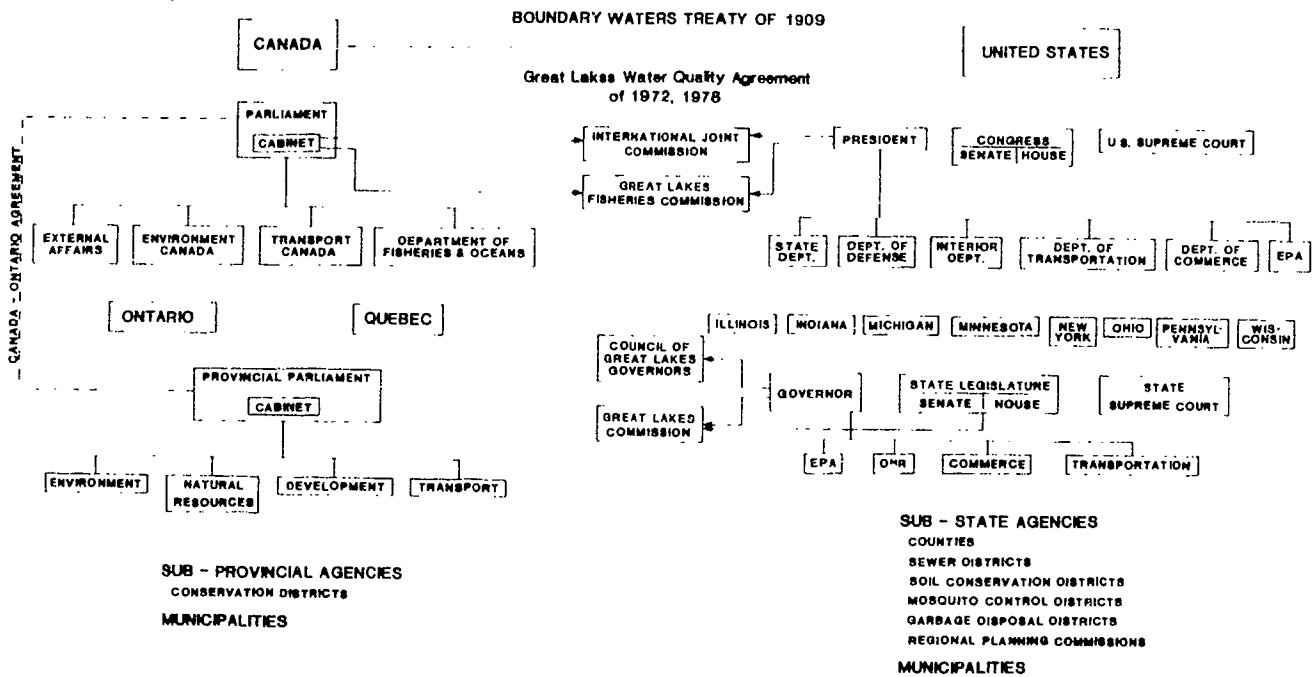 BOUNDARY WATERS TREATY OF 1909
CANADA
UNITED STATES
Great Lakes Water Quality Agreement
of 1972, 1978
CANADA - ONTARIO AGREEMENT
PARLIAMENT
CABINET
INTERNATIONAL JOINT
COMMISSION
GREAT LAKES
FISHERIES COMMISSION
PRESIDENT
CONGRESS
SENATE HOUSE
U.S. SUPREME COURT
EXTERNAL
AFFAIRS
ENVIRONMENT
CANADA
TRANSPORT
CANADA
DEPARTMENT OF
FISHERIES & OCEANS
STATE
DEPT.
DEPT. OF
DEFENSE
INTERIOR
DEPT.
DEPT. OF
TRANSPORTATION
DEPT. OF
COMMERCE
EPA
ONTARIO
QUEBEC
ILLINOIS
INDIANA
MICHIGAN
MINNESOTA
NEW
YORK
OHIO
PENNSYL-
VANIA
WIS-
CONSIN
PROVINCIAL PARLIAMENT
CABINET
COUNCIL OF
GREAT LAKES
GOVERNORS
GREAT LAKES
COMMISSION
GOVERNOR
STATE LEGISLATURE
SENATE HOUSE
STATE
SUPREME COURT
ENVIRONMENT
NATURAL
RESOURCES
DEVELOPMENT
TRANSPORT
EPA
DNR
COMMERCE
TRANSPORTATION
SUB - PROVINCIAL AGENCIES
CONSERVATION DISTRICTS
MUNICIPALITIES
SUB - STATE AGENCIES
COUNTIES
SEWER DISTRICTS
SOIL CONSERVATION DISTRICTS
MOSQUITO CONTROL DISTRICTS
GARBAGE DISPOSAL DISTRICTS
REGIONAL PLANNING COMMISSIONS
MUNICIPALITIES